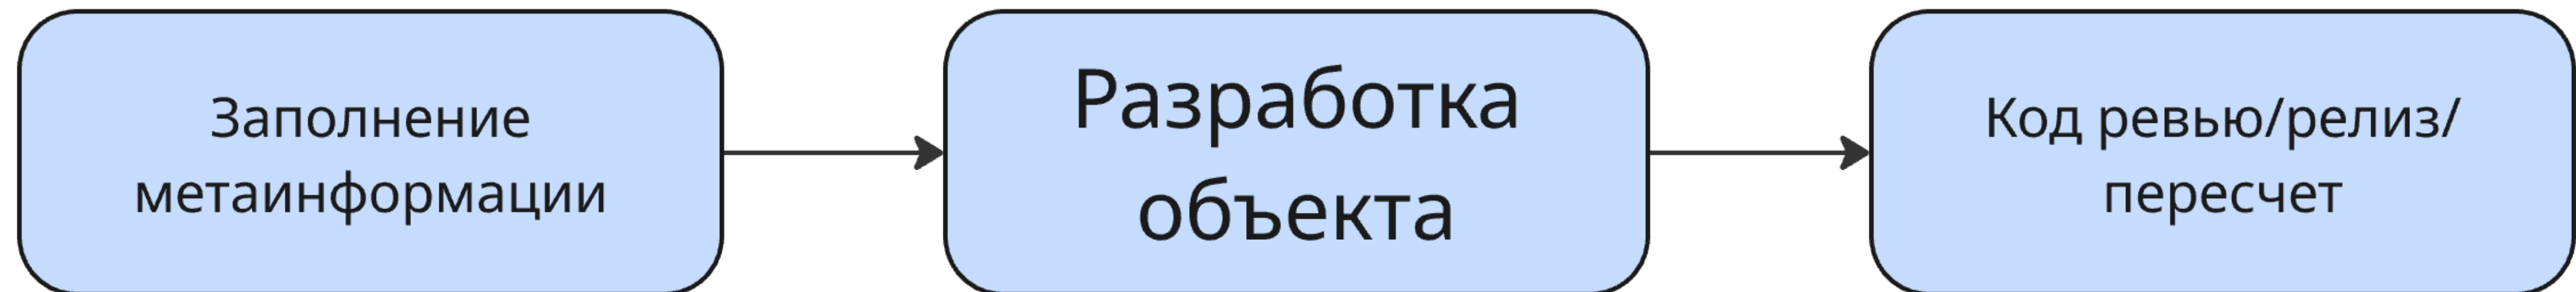 Заполнение
метаинформации
Разработка
объекта
Код ревью/релиз/
пересчет